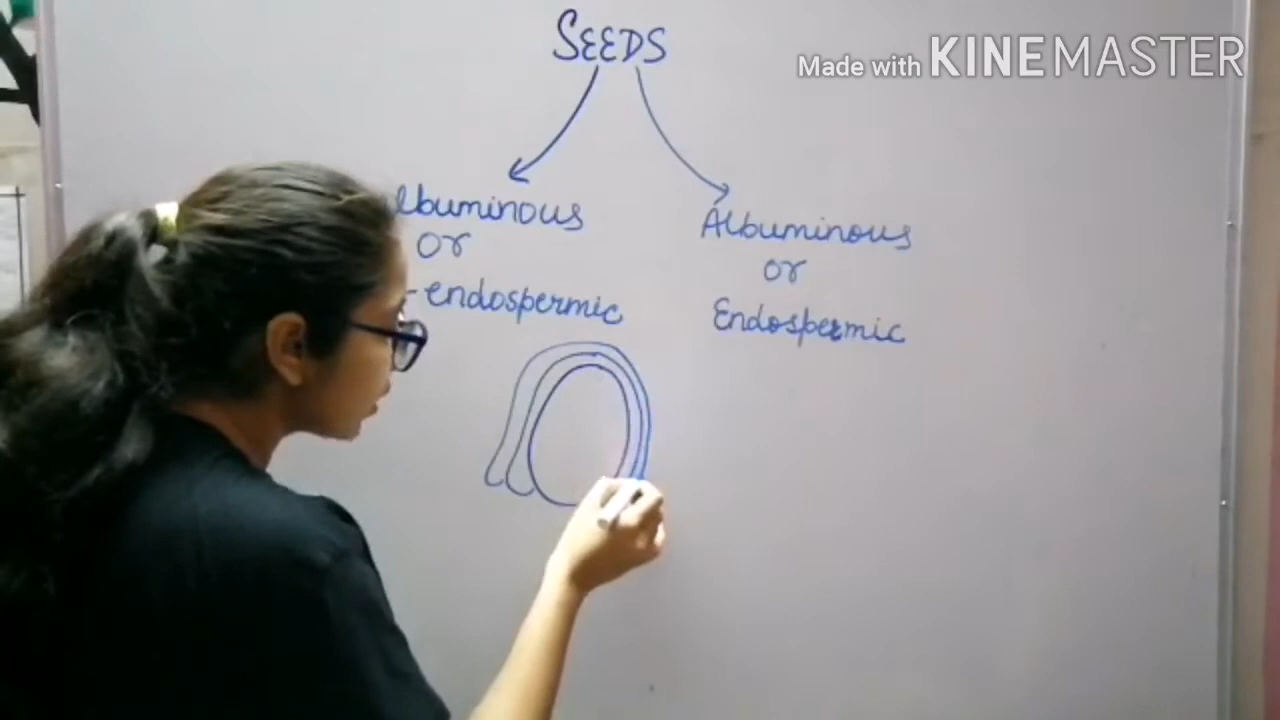 SEEDS
Made with KINEMASTER
lbuminous
or
-endospermic
Albuminous
or
Endospermic